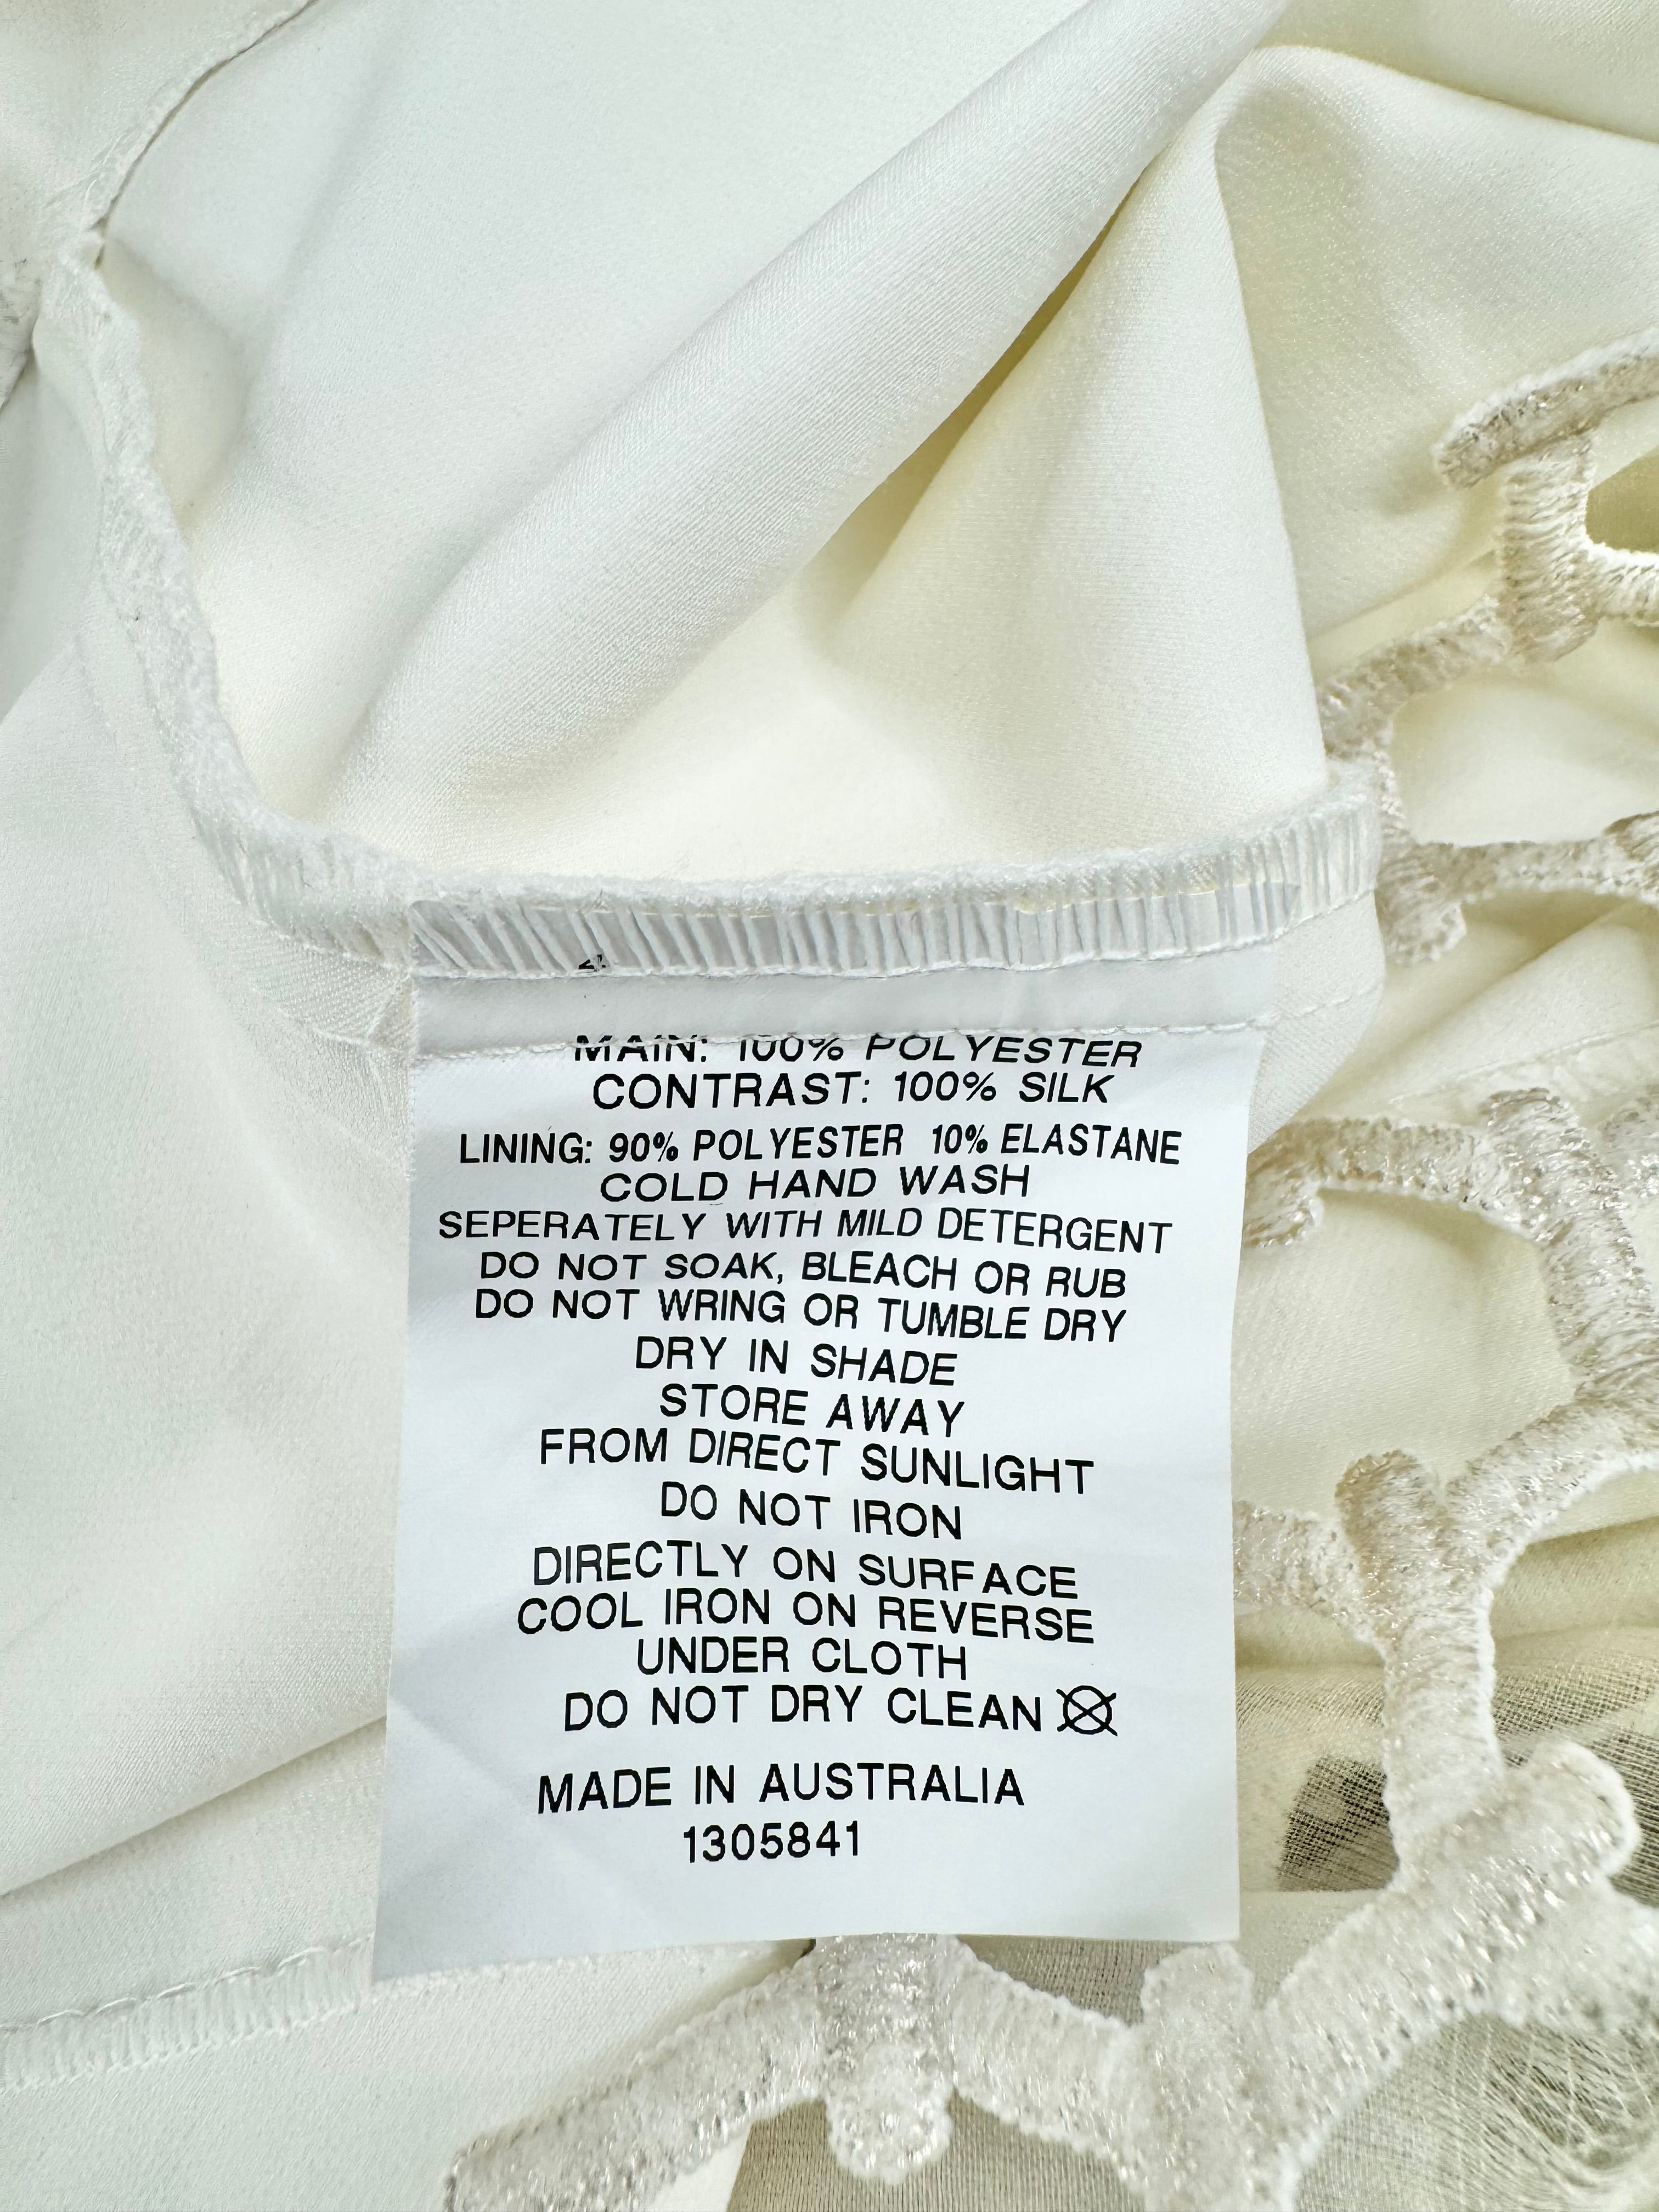 MAIN: 100% POLYESTER
CONTRAST: 100% SILK
LINING: 90% POLYESTER 10% ELASTANE
COLD HAND WASH
SEPERATELY WITH MILD DETERGENT
DO NOT SOAK, BLEACH OR RUB
DO NOT WRING OR TUMBLE DRY
DRY IN SHADE
STORE AWAY
FROM DIRECT SUNLIGHT
DO NOT IRON
DIRECTLY ON SURFACE
COOL IRON ON REVERSE
UNDER CLOTH
DO NOT DRY CLEAN
MADE IN AUSTRALIA
1305841